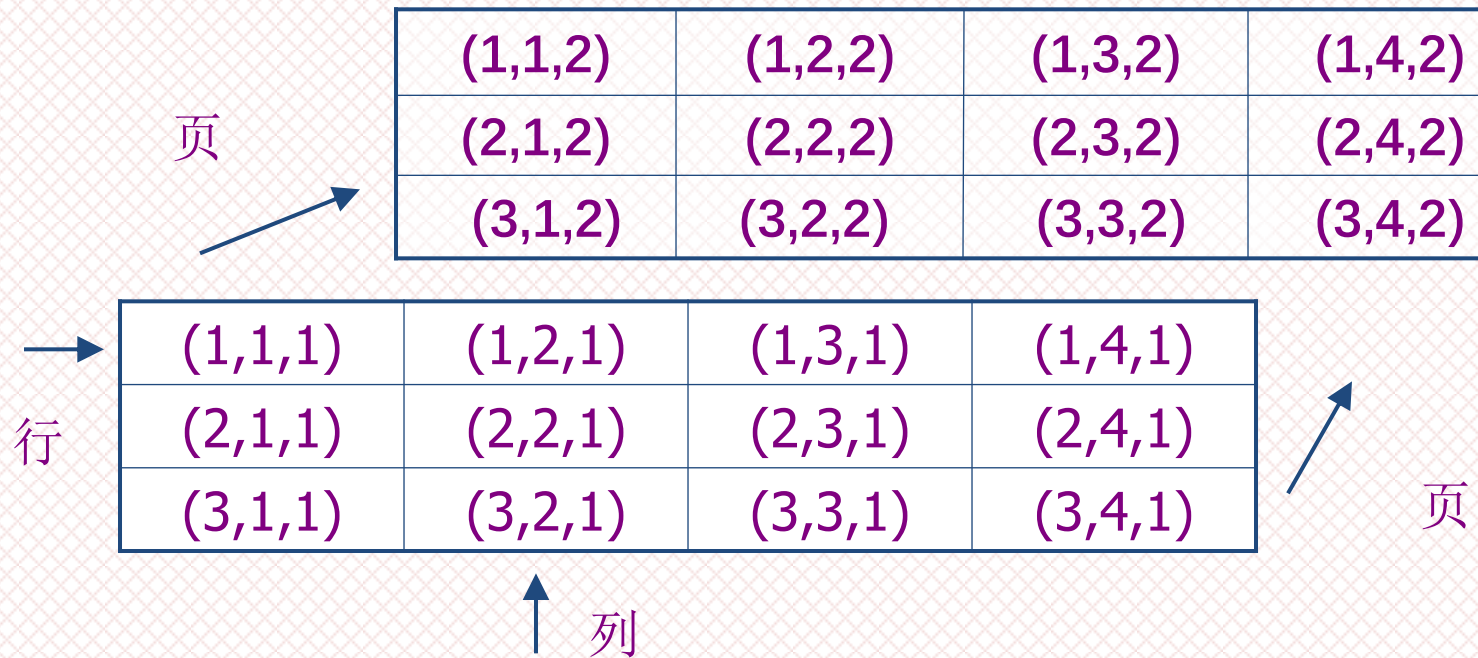 (1,1,2) (1,2,2) (1,3,2) (1,4,2)
页
(2,1,2) (2,2,2) (2,3,2) (2,4,2)
(3,1,2) (3,2,2) (3,3,2) (3,4,2)
(1,1,1) (1,2,1) (1,3,1) (1,4,1)
行
(2,1,1) (2,2,1) (2,3,1) (2,4,1)
(3,1,1) (3,2,1) (3,3,1) (3,4,1)
页
列